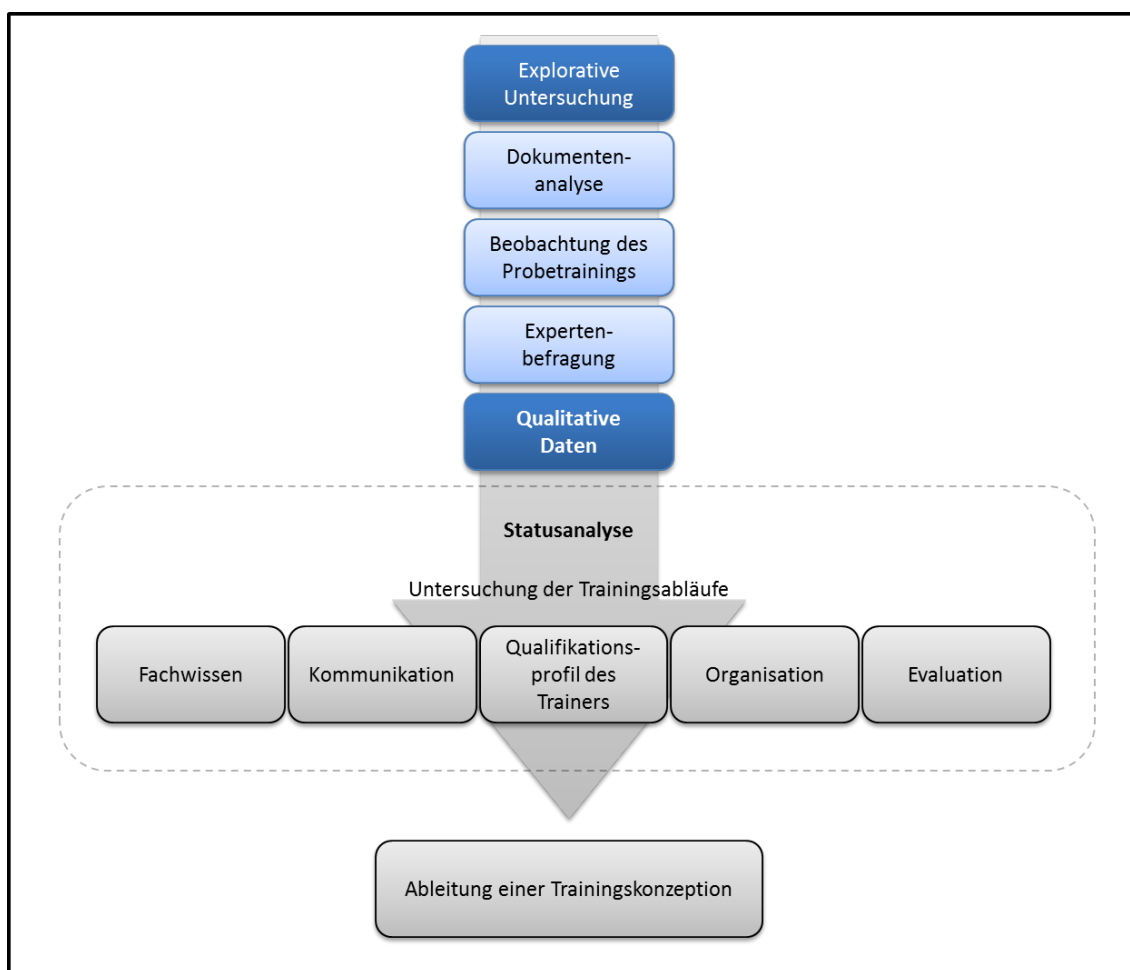 Explorative
Untersuchung
Dokumenten-
analyse
Beobachtung des
Probetrainings
Experten-
befragung
Qualitative
Daten
Statusanalyse
Untersuchung der Trainingsabläufe
Fachwissen
Kommunikation
Qualifikations-
profil des
Trainers
Organisation
Evaluation
Ableitung einer Trainingskonzeption